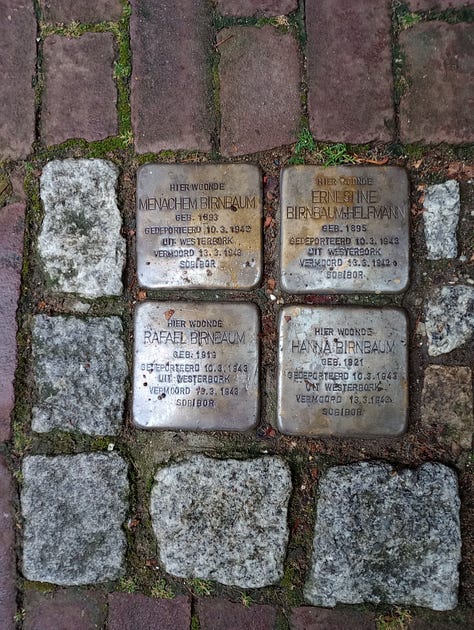 HIER WOONDE
MENACHEM BIRNBAUM
GEB. 1893
GEDEPORTEERD 10.3.1943
UIT WESTERBORK
VERMOORD 13.3.1943
SOBIBOR
HIER WOONDE
ERNESTINE
BIRNBAUM-HELFMANN
GEB. 1895
GEDEPORTEERD 10.3.1943
UIT WESTERBORK
VERMOORD 13.3.1943
SOBIBOR
HIER WOONDE
RAFAEL BIRNBAUM
GEB. 1919
GEDEPORTEERD 10.3.1943
UIT WESTERBORK
VERMOORD 13.3.1943
SOBIBOR
HIER WOONDE
HANNA BIRNBAUM
GEB. 1921
GEDEPORTEERD 10.3.1943
UIT WESTERBORK
VERMOORD 13.3.1943
SOBIBOR